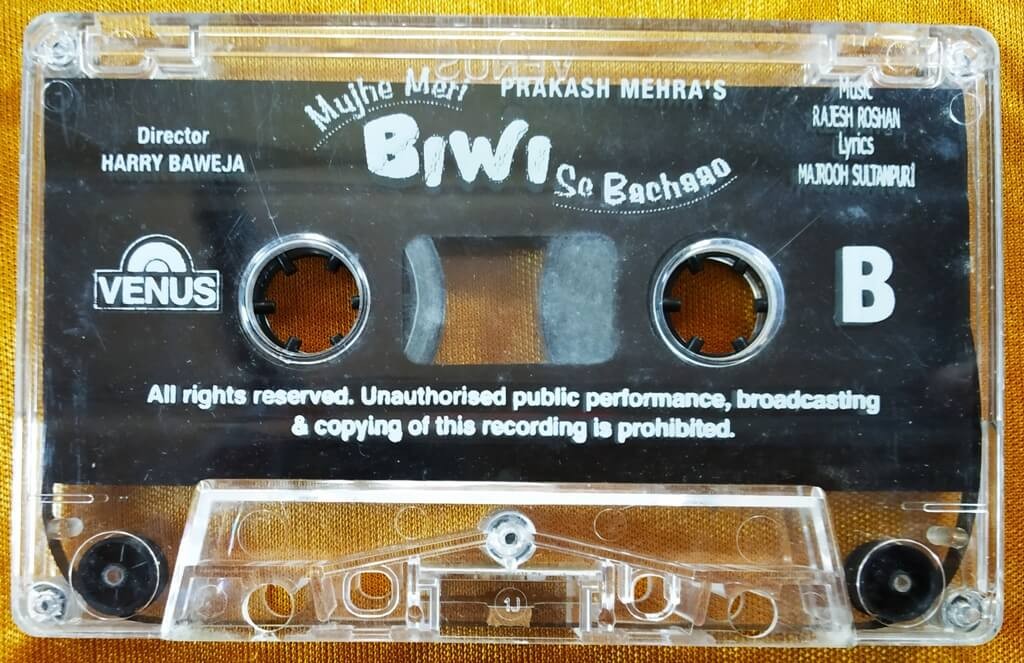 VENUS
Mujhe Meri
PRAKASH MEHRA'S
BIWI
Se Bachaao
Director
HARRY BAWEJA
Music
RAJESH ROSHAN
Lyrics
MAJROOH SULTANPURI
VENUS
B
All rights reserved. Unauthorised public performance, broadcasting
& copying of this recording is prohibited.